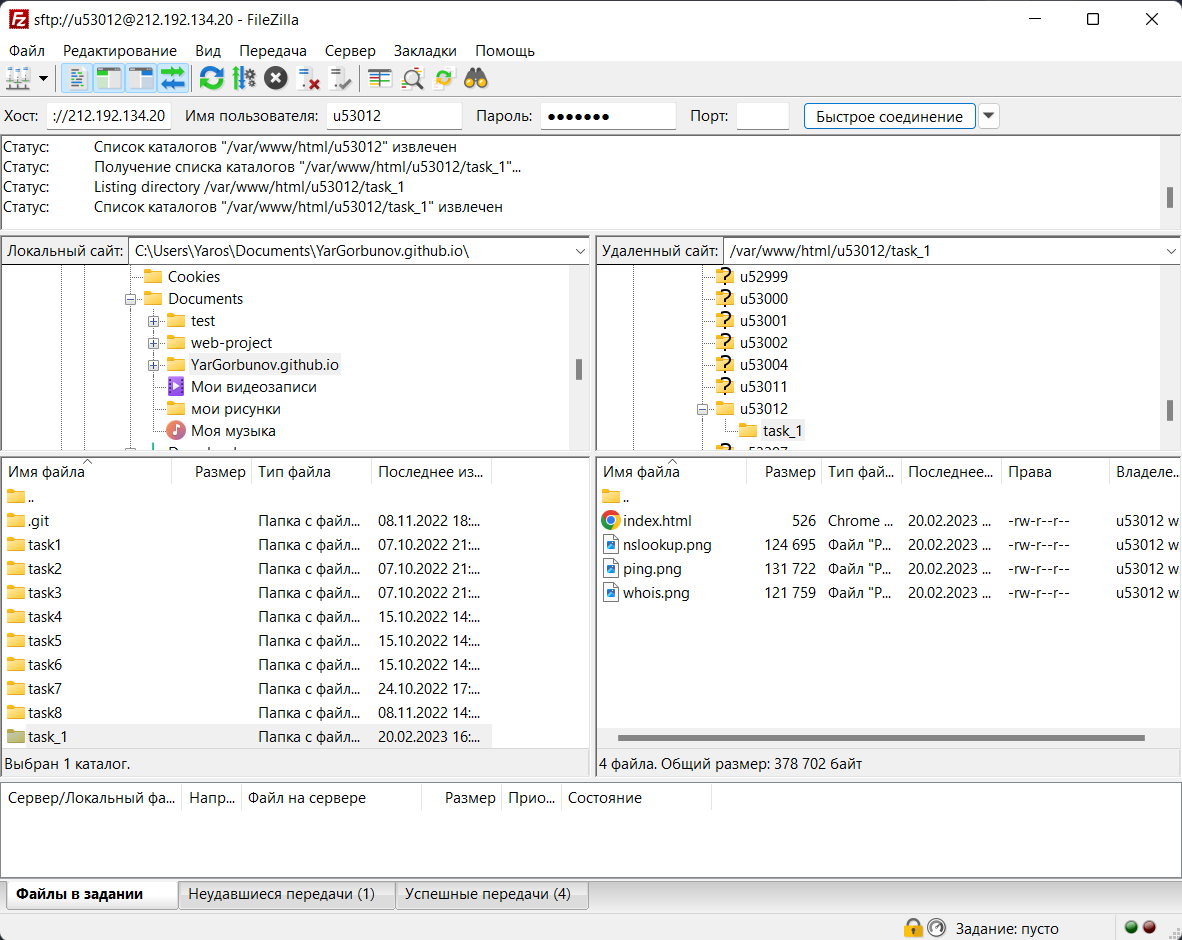 sftp://u53012@212.192.134.20 - FileZilla
Файл Редактирование Вид Передача Сервер Закладки Помощь
Хост: ://212.192.134.20 Имя пользователя: u53012 Пароль: ●●●●●●● Порт: Быстрое соединение
Статус: Список каталогов "/var/www/html/u53012" извлечен
Статус: Получение списка каталогов "/var/www/html/u53012/task_1"...
Статус: Listing directory /var/www/html/u53012/task_1
Статус: Список каталогов "/var/www/html/u53012/task_1" извлечен
Локальный сайт: C:\Users\Yaros\Documents\YarGorbunov.github.io\
Cookies
Documents
test
web-project
YarGorbunov.github.io
Мои видеозаписи
мои рисунки
Моя музыка
Удаленный сайт: /var/www/html/u53012/task_1
u52999
u53000
u53001
u53002
u53004
u53011
u53012
task_1
Имя файла Размер Тип файла Последнее из...
..
.git Папка с файл... 08.11.2022 18:...
task1 Папка с файл... 07.10.2022 21:...
task2 Папка с файл... 07.10.2022 21:...
task3 Папка с файл... 07.10.2022 21:...
task4 Папка с файл... 15.10.2022 14:...
task5 Папка с файл... 15.10.2022 14:...
task6 Папка с файл... 15.10.2022 14:...
task7 Папка с файл... 24.10.2022 17:...
task8 Папка с файл... 08.11.2022 14:...
task_1 Папка с файл... 20.02.2023 16:...
Выбран 1 каталог.
Имя файла Размер Тип фай... Последнее... Права Владеле...
..
index.html 526 Chrome ... 20.02.2023 ... -rw-r--r-- u53012 w
nslookup.png 124 695 Файл "P... 20.02.2023 ... -rw-r--r-- u53012 w
ping.png 131 722 Файл "P... 20.02.2023 ... -rw-r--r-- u53012 w
whois.png 121 759 Файл "P... 20.02.2023 ... -rw-r--r-- u53012 w
4 файла. Общий размер: 378 702 байт
Сервер/Локальный фа... Напр... Файл на сервере Размер Прио... Состояние
Файлы в задании Неудавшиеся передачи (1) Успешные передачи (4)
Задание: пусто